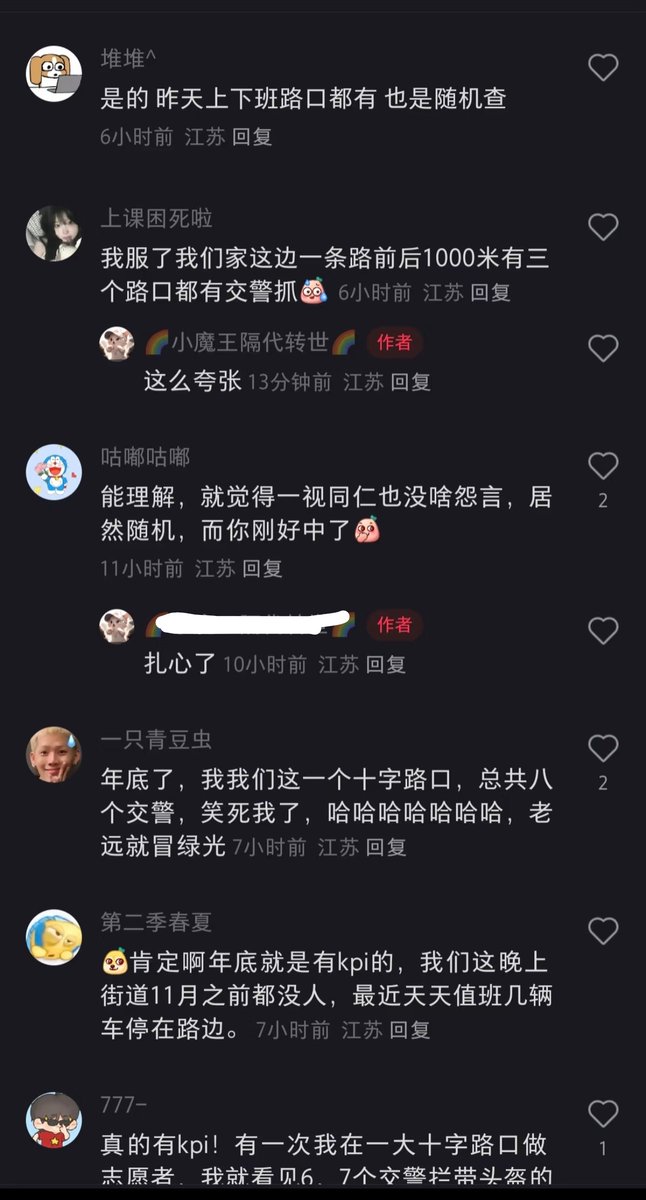 堆堆^
是的 昨天上下班路口都有 也是随机查
6小时前 江苏 回复
上课困死啦
我服了我们家这边一条路前后1000米有三
个路口都有交警抓 6小时前 江苏 回复
小魔王隔代转世 作者
这么夸张 13分钟前 江苏 回复
咕嘟咕嘟
能理解，就觉得一视同仁也没啥怨言，居
然随机，而你刚好中了
2
11小时前 江苏 回复
作者
扎心了 10小时前 江苏 回复
一只青豆虫
年底了，我我们这一个十字路口，总共八
个交警，笑死我了，哈哈哈哈哈哈哈，老
2
远就冒绿光 7小时前 江苏 回复
第二季春夏
肯定啊年底就是有kpi的，我们这晚上
街道11月之前都没人，最近天天值班几辆
车停在路边。 7小时前 江苏 回复
777-
真的有kpi！有一次我在一大十字路口做
1
志愿者，我就看见6，7个交警拦带头盔的